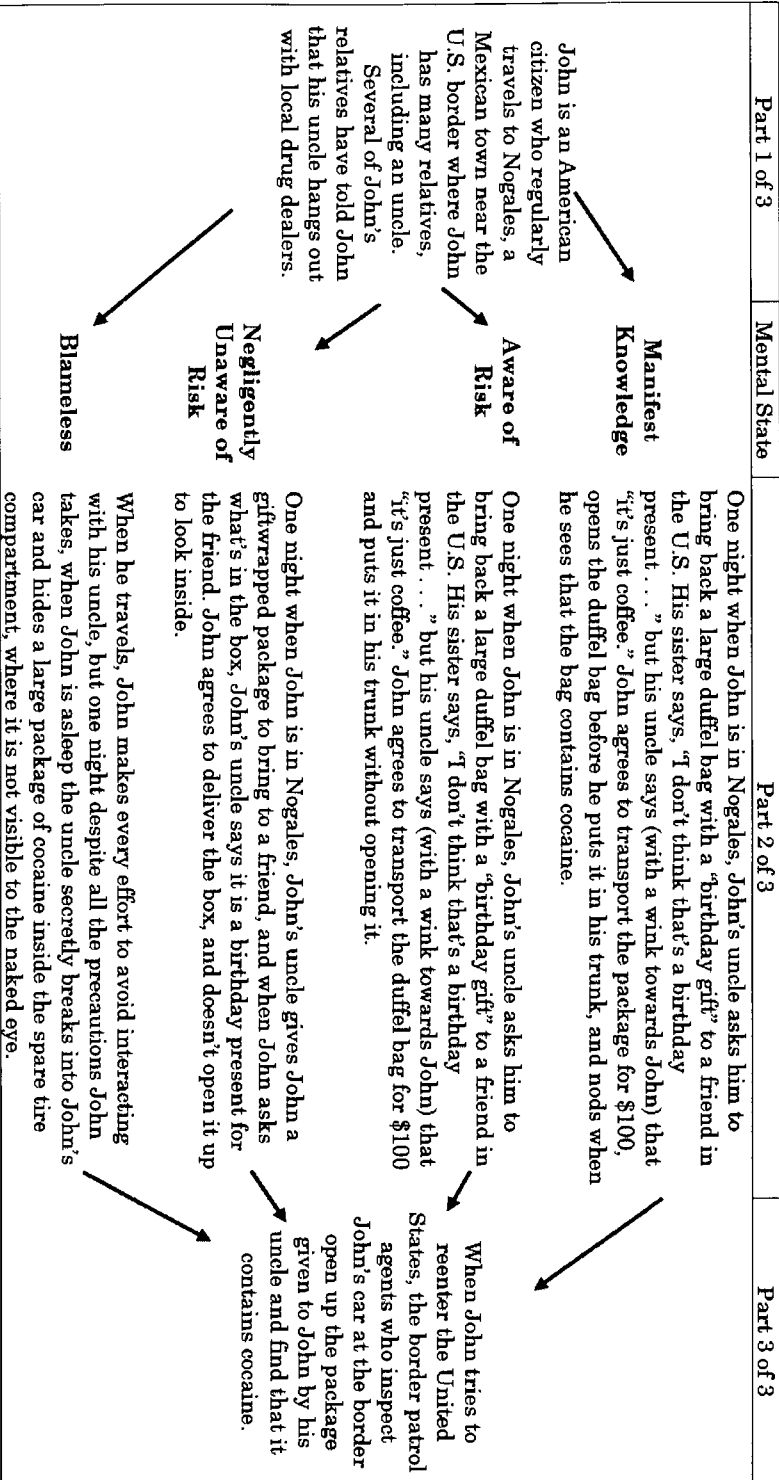 Part 1 of 3
Mental State
Part 2 of 3
Part 3 of 3
John is an American
citizen who regularly
travels to Nogales, a
Mexican town near the
U.S. border where John
has many relatives,
including an uncle.
Several of John's
relatives have told John
that his uncle hangs out
with local drug dealers.
Manifest
Knowledge
One night when John is in Nogales, John's uncle asks him to
bring back a large duffel bag with a "birthday gift" to a friend in
the U.S. His sister says, "I don't think that's a birthday
present . . . " but his uncle says (with a wink towards John) that
"it's just coffee." John agrees to transport the package for $100,
opens the duffel bag before he puts it in his trunk, and nods when
he sees that the bag contains cocaine.
Aware of
Risk
One night when John is in Nogales, John's uncle asks him to
bring back a large duffel bag with a "birthday gift" to a friend in
the U.S. His sister says, "I don't think that's a birthday
present . . . " but his uncle says (with a wink towards John) that
"it's just coffee." John agrees to transport the duffel bag for $100
and puts it in his trunk without opening it.
Negligently
Unaware of
Risk
One night when John is in Nogales, John's uncle gives John a
giftwrapped package to bring to a friend, and when John asks
what's in the box, John's uncle says it is a birthday present for
the friend. John agrees to deliver the box, and doesn't open it up
to look inside.
Blameless
When he travels, John makes every effort to avoid interacting
with his uncle, but one night despite all the precautions John
takes, when John is asleep the uncle secretly breaks into John's
car and hides a large package of cocaine inside the spare tire
compartment, where it is not visible to the naked eye.
When John tries to
reenter the United
States, the border patrol
agents who inspect
John's car at the border
open up the package
given to John by his
uncle and find that it
contains cocaine.